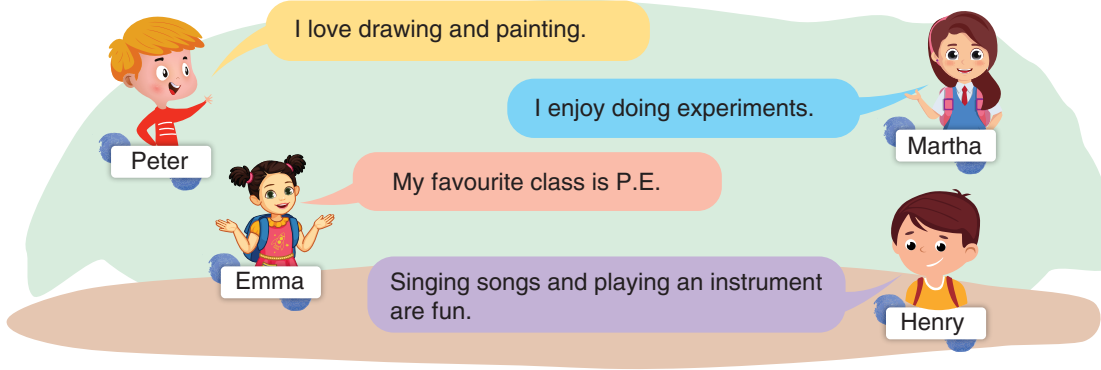 I love drawing and painting.
Peter
I enjoy doing experiments.
Martha
My favourite class is P.E.
Emma
Singing songs and playing an instrument
are fun.
Henry